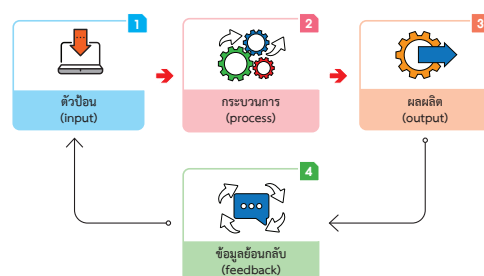 1
ตัวป้อน
(input)
2
กระบวนการ
(process)
3
ผลผลิต
(output)
4
ข้อมูลย้อนกลับ
(feedback)